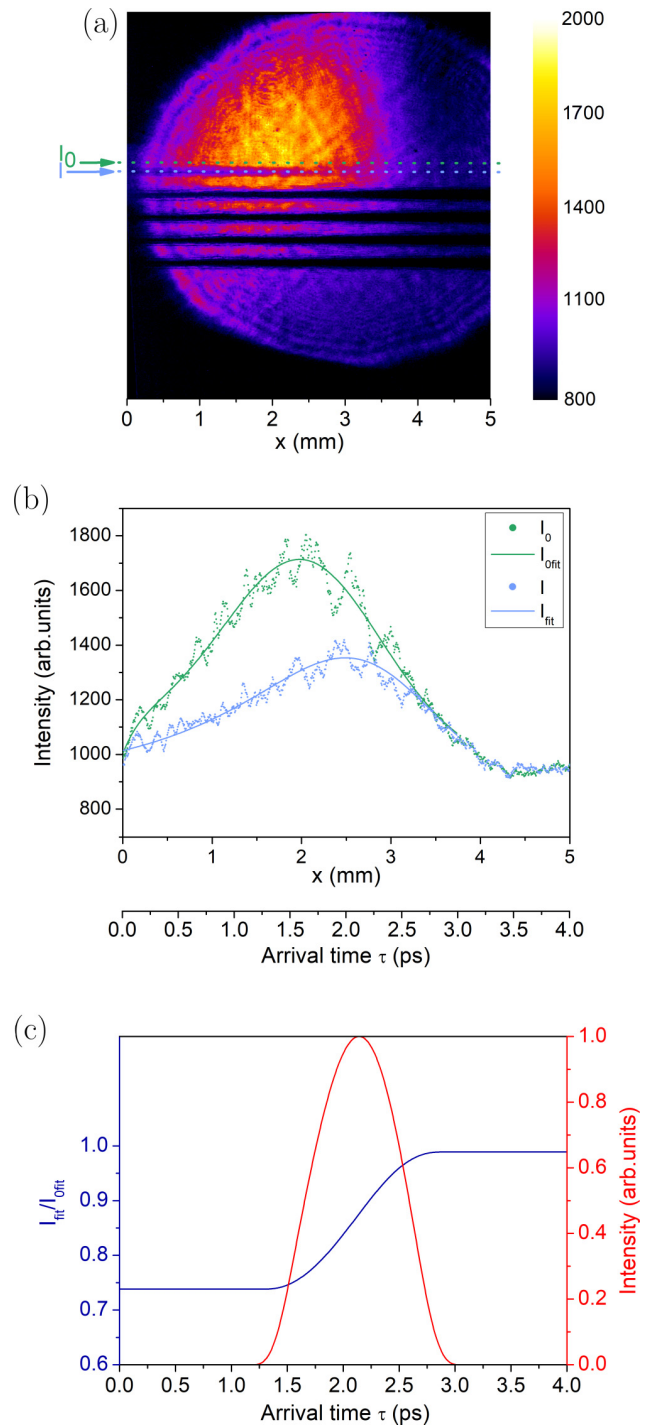 (a)
2000
1700
1400
1100
800
I0
I
0 1 2 3 4 5
x (mm)
(b)
1800
1600
1400
1200
1000
800
Intensity (arb.units)
I0
I0fit
I
Ifit
0 1 2 3 4 5
x (mm)
0.0 0.5 1.0 1.5 2.0 2.5 3.0 3.5 4.0
Arrival time τ (ps)
(c)
1.0
0.9
0.8
0.7
0.6
Ifit/I0fit
1.0
0.8
0.6
0.4
0.2
0.0
Intensity (arb.units)
0.0 0.5 1.0 1.5 2.0 2.5 3.0 3.5 4.0
Arrival time τ (ps)